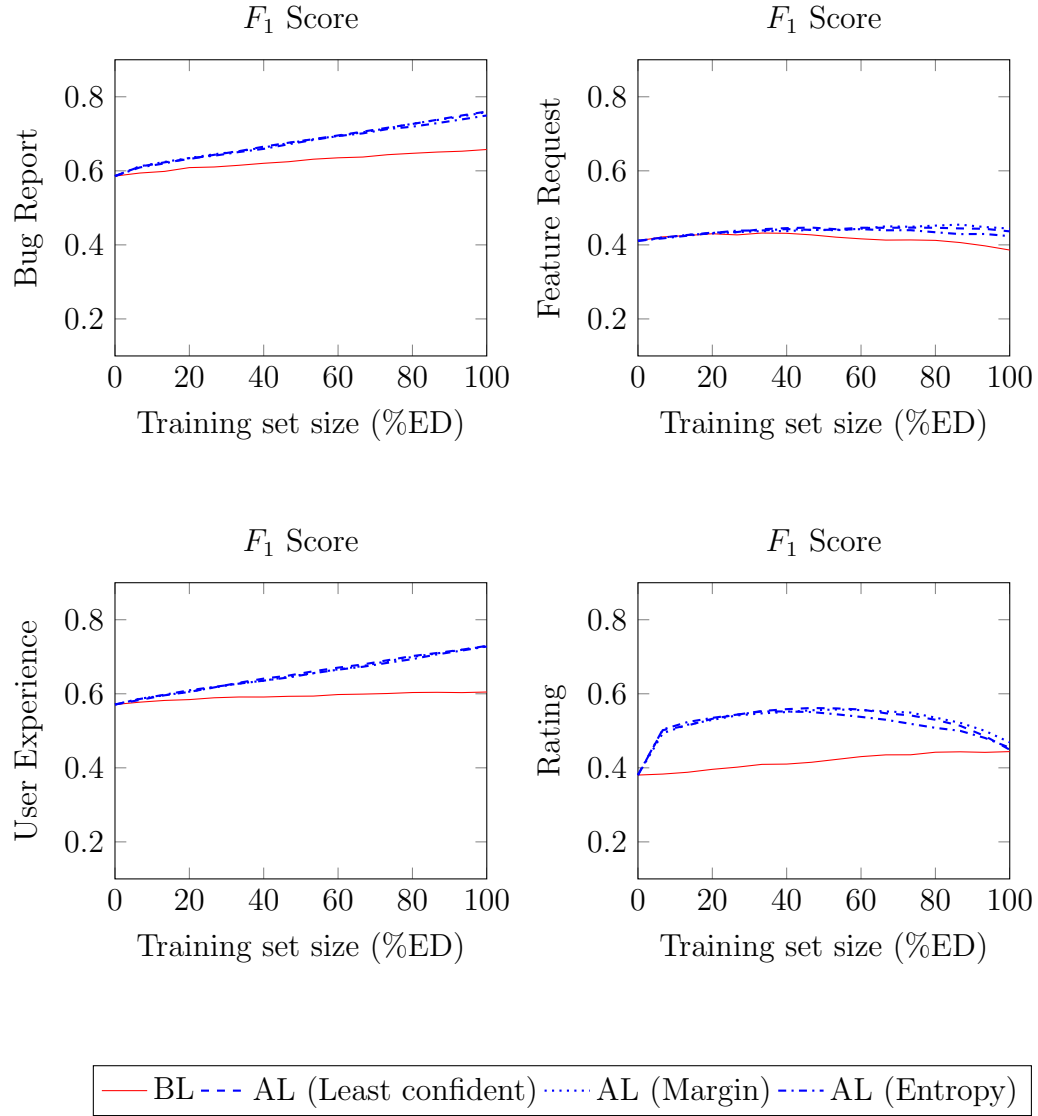 F1 Score
Bug Report
0.8
0.6
0.4
0.2
0 20 40 60 80 100
Training set size (%ED)
F1 Score
Feature Request
0.8
0.6
0.4
0.2
0 20 40 60 80 100
Training set size (%ED)
F1 Score
User Experience
0.8
0.6
0.4
0.2
0 20 40 60 80 100
Training set size (%ED)
F1 Score
Rating
0.8
0.6
0.4
0.2
0 20 40 60 80 100
Training set size (%ED)
BL AL (Least confident) AL (Margin) AL (Entropy)